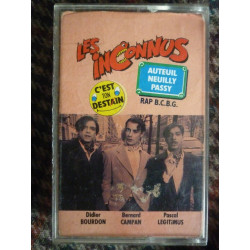 LES
INCONNUS
AUTEUIL
NEUILLY
PASSY
C'EST
TON
DESTAIN
RAP B.C.B.G.
Didier
BOURDON
Bernard
CAMPAN
Pascal
LEGITIMUS